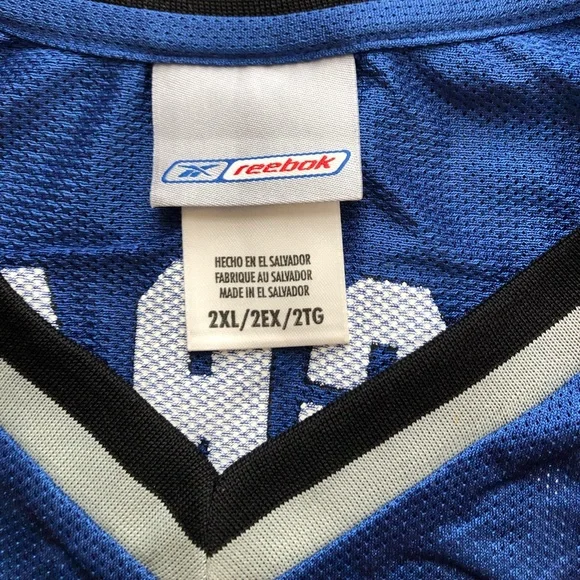 reebok
HECHO EN EL SALVADOR
FABRIQUE AU SALVADOR
MADE IN EL SALVADOR
2XL/2EX/2TG